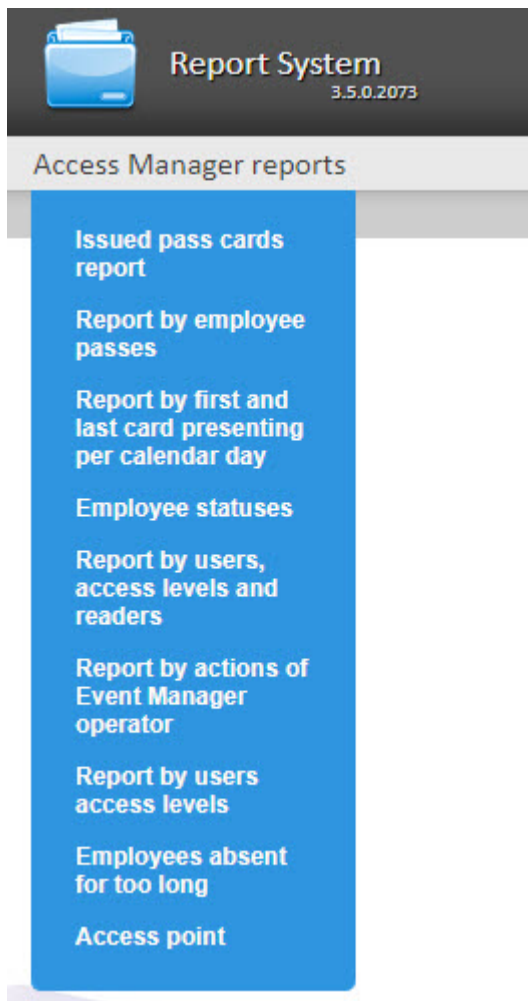 Report System
3.5.0.2073
Access Manager reports
Issued pass cards
report
Report by employee
passes
Report by first and
last card presenting
per calendar day
Employee statuses
Report by users,
access levels and
readers
Report by actions of
Event Manager
operator
Report by users
access levels
Employees absent
for too long
Access point